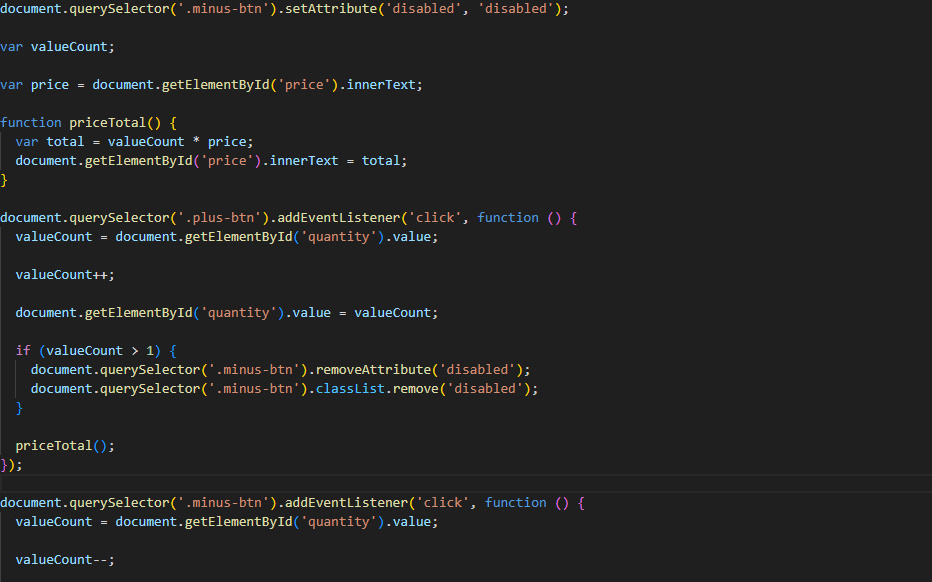 document.querySelector('.minus-btn').setAttribute('disabled', 'disabled');
var valueCount;
var price = document.getElementById('price').innerText;
function priceTotal() {
  var total = valueCount * price;
  document.getElementById('price').innerText = total;
}
document.querySelector('.plus-btn').addEventListener('click', function () {
  valueCount = document.getElementById('quantity').value;
  valueCount++;
  document.getElementById('quantity').value = valueCount;
  if (valueCount > 1) {
    document.querySelector('.minus-btn').removeAttribute('disabled');
    document.querySelector('.minus-btn').classList.remove('disabled');
  }
  priceTotal();
});
document.querySelector('.minus-btn').addEventListener('click', function () {
  valueCount = document.getElementById('quantity').value;
  valueCount--;